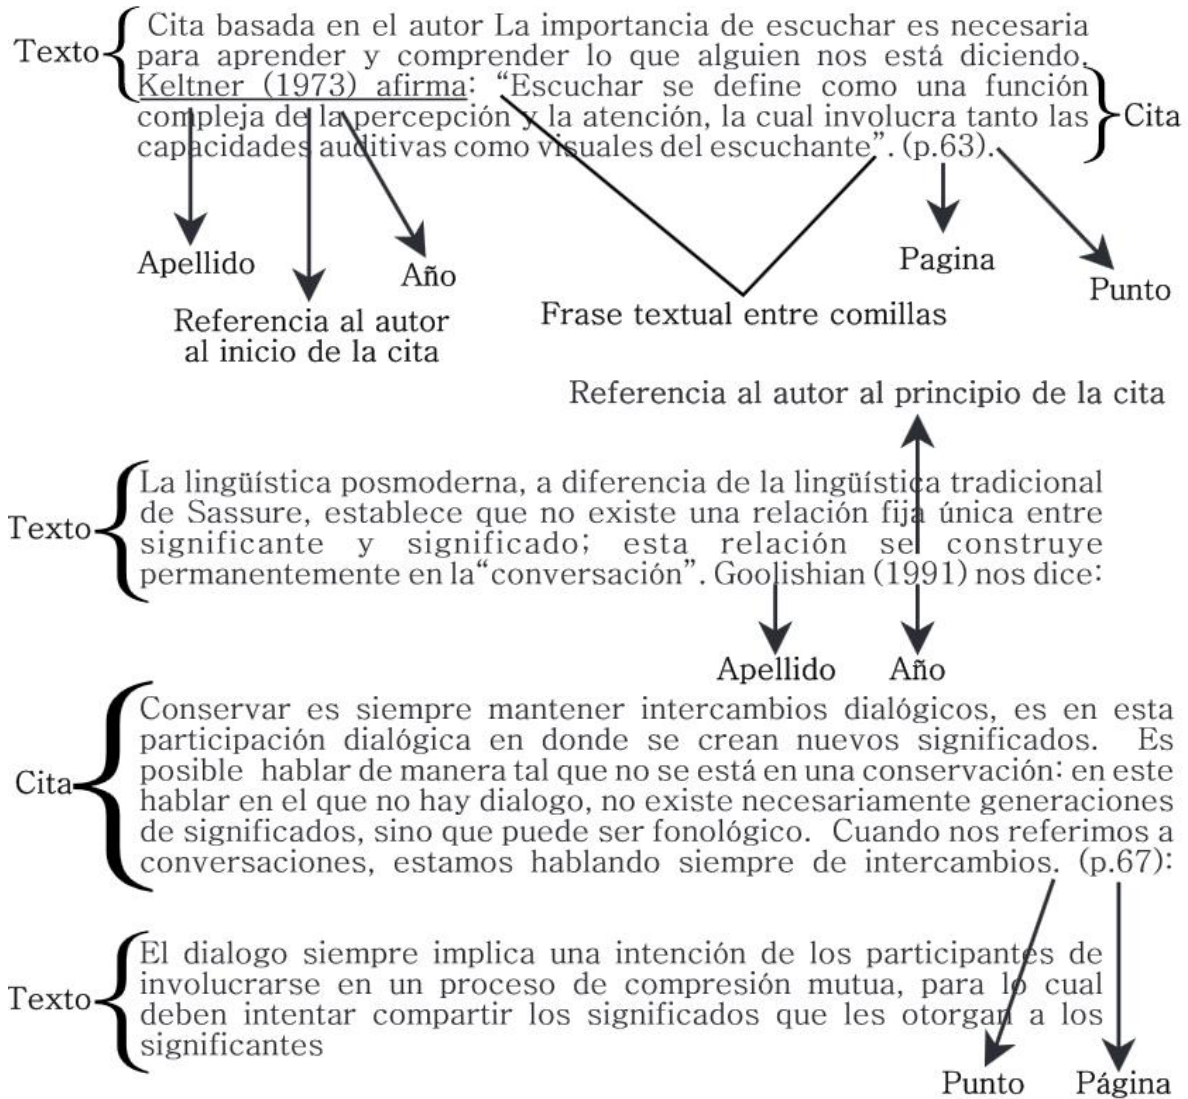 Cita basada en el autor La importancia de escuchar es necesaria
Texto
para aprender y comprender lo que alguien nos está diciendo.
Keltner (1973) afirma: “Escuchar se define como una función
compleja de la percepción y la atención, la cual involucra tanto las
Cita
capacidades auditivas como visuales del escuchante”. (p.63).
Apellido
Año
Pagina
Punto
Referencia al autor
al inicio de la cita
Frase textual entre comillas
Referencia al autor al principio de la cita
La lingüística posmoderna, a diferencia de la lingüística tradicional
Texto
de Sassure, establece que no existe una relación fija única entre
significante y significado; esta relación se construye
permanentemente en la“conversación”. Goolishian (1991) nos dice:
Apellido
Año
Conservar es siempre mantener intercambios dialógicos, es en esta
participación dialógica en donde se crean nuevos significados. Es
Cita
posible hablar de manera tal que no se está en una conservación: en este
hablar en el que no hay dialogo, no existe necesariamente generaciones
de significados, sino que puede ser fonológico. Cuando nos referimos a
conversaciones, estamos hablando siempre de intercambios. (p.67):
El dialogo siempre implica una intención de los participantes de
Texto
involucrarse en un proceso de compresión mutua, para lo cual
deben intentar compartir los significados que les otorgan a los
significantes
Punto
Página